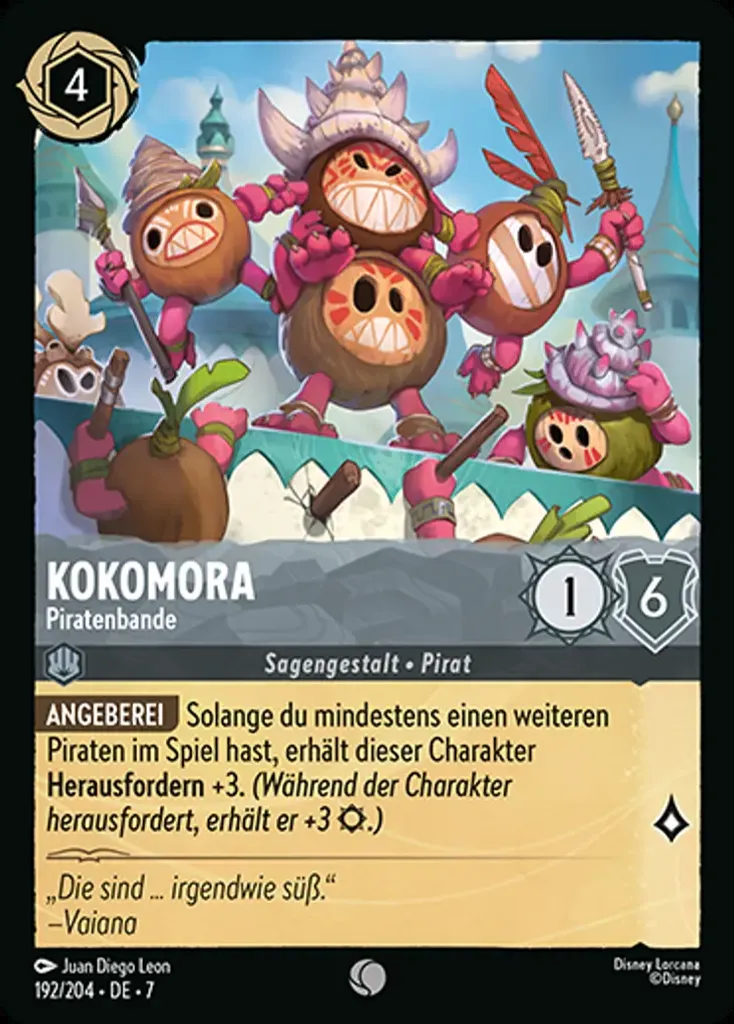 4
KOKOMORA
Piratenbande
1
6
Sagengestalt • Pirat
ANGEBEREI Solange du mindestens einen weiteren
Piraten im Spiel hast, erhält dieser Charakter
Herausfordern +3. (Während der Charakter
herausfordert, erhält er +3 .)
„Die sind … irgendwie süß.“
–Vaiana
Juan Diego Leon
192/204 • DE • 7
Disney Lorcana
©Disney